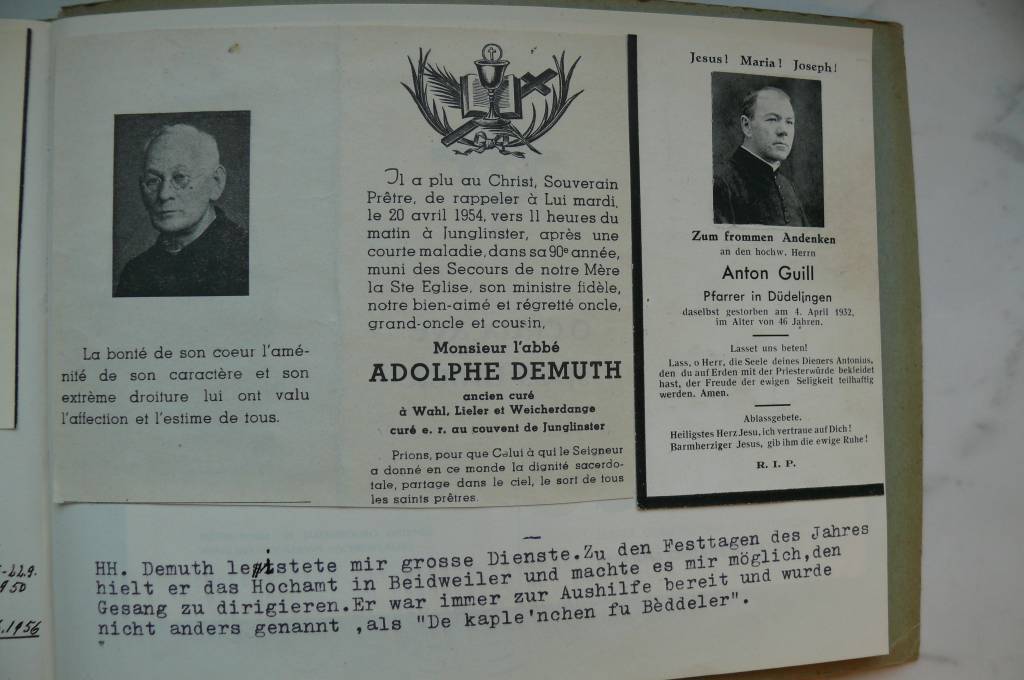 La bonté de son coeur l'amé-
nité de son caractère et son
extrème droiture lui ont valu
l'affection et l'estime de tous.
Il a plu au Christ, Souverain
Prêtre, de rappeler à Lui mardi,
le 20 avril 1954, vers 11 heures du
matin à Junglinster, après une
courte maladie, dans sa 90e année,
muni des Secours de notre Mère
la Ste Eglise, son ministre fidèle,
notre bien-aimé et régretté oncle,
grand-oncle et cousin,
Monsieur l'abbé
ADOLPHE DEMUTH
ancien curé
à Wahl, Lieler et Weicherdange
curé e. r. au couvent de Junglinster
Prions, pour que Celui à qui le Seigneur
a donné en ce monde la dignité sacerdo-
tale, partage dans le ciel, le sort de tous
les saints prêtres.
Jesus! Maria! Joseph!
Zum frommen Andenken
an den hochw. Herrn
Anton Guill
Pfarrer in Düdelingen
daselbst gestorben am 4. April 1932,
im Alter von 46 Jahren.
Lasset uns beten!
Lass, o Herr, die Seele deines Dieners Antonius,
den du auf Erden mit der Priesterwürde bekleidet
hast, der Freude der ewigen Seligkeit teilhaftig
werden. Amen.
Ablassgebete.
Heiligstes Herz Jesu, ich vertraue auf Dich!
Barmherziger Jesus, gib ihm die ewige Ruhe!
R. I. P.
HH. Demuth leistete mir grosse Dienste.Zu den Festtagen des Jahres
hielt er das Hochamt in Beidweiler und machte es mir möglich,den
Gesang zu dirigieren.Er war immer zur Aushilfe bereit und wurde
nicht anders genannt ,als "De kaple'nchen fu Bèddeler".
-22.9.
950
.1956